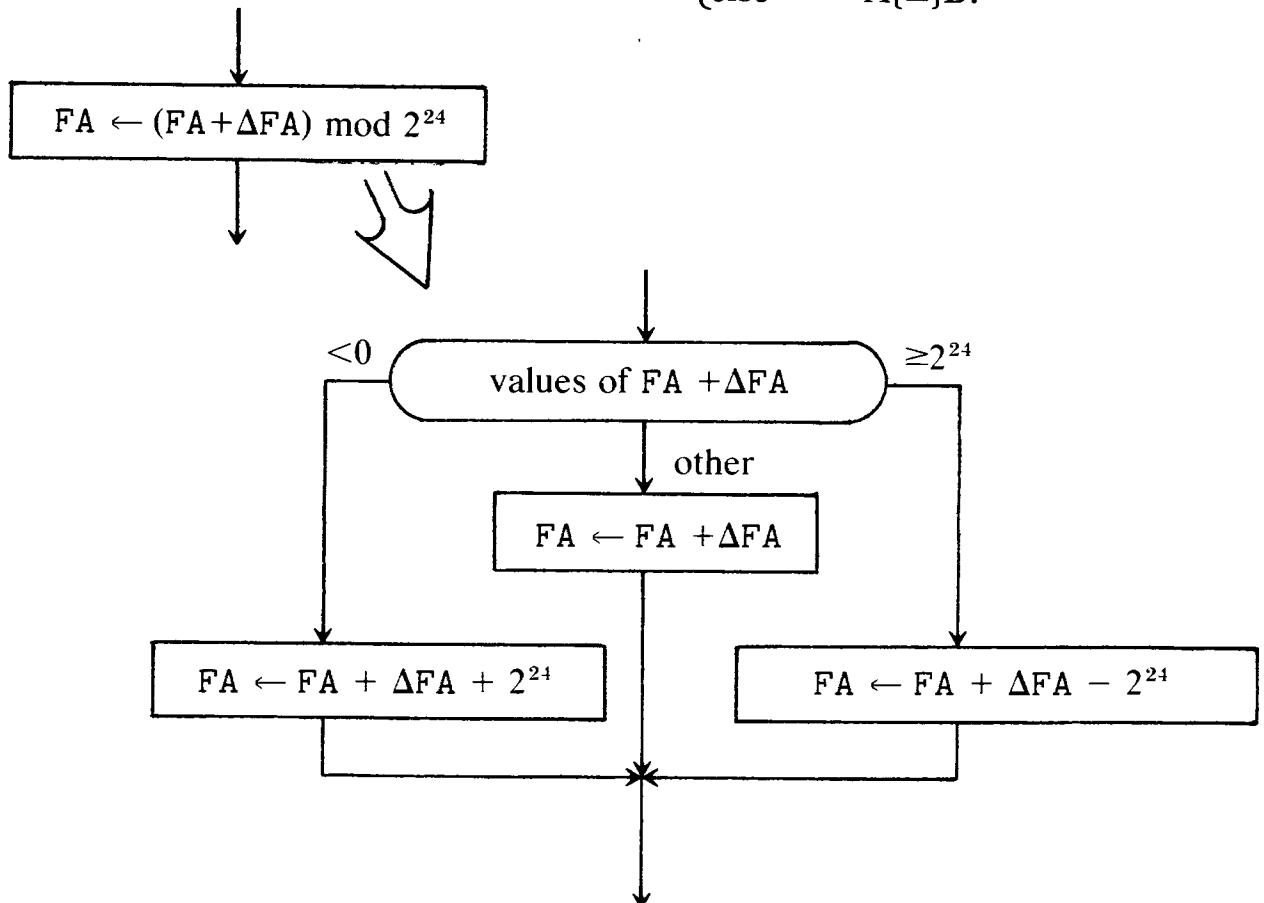 FA ← (FA+ΔFA) mod 2²⁴
<0
values of FA +ΔFA
≥2²⁴
other
FA ← FA +ΔFA
FA ← FA + ΔFA + 2²⁴
FA ← FA + ΔFA − 2²⁴